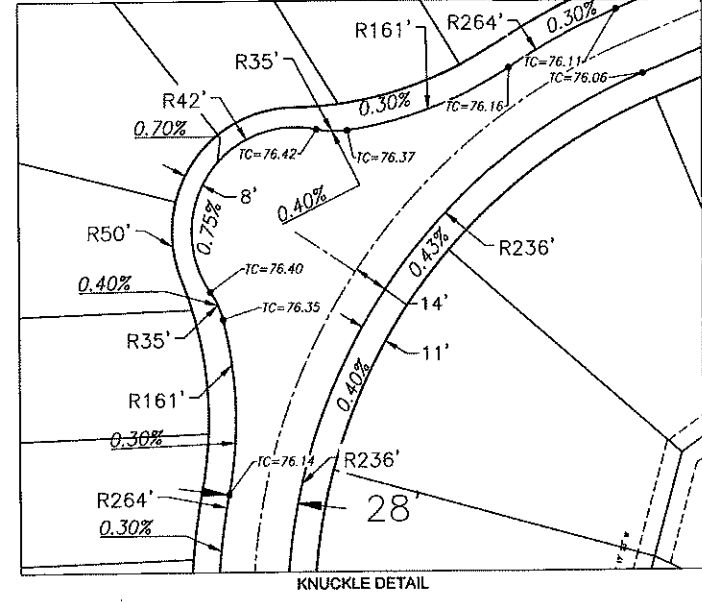 R264'
0.30%
R161'
TC=76.11
TC=76.06
R35'
R42'
0.30%
TC=76.16
0.70%
TC=76.42
TC=76.37
8'
0.40%
0.75%
R50'
R236'
0.43%
TC=76.40
0.40%
14'
TC=76.35
R35'
11'
0.40%
R161'
0.30%
TC=76.14
R236'
R264'
28'
0.30%
KNUCKLE DETAIL